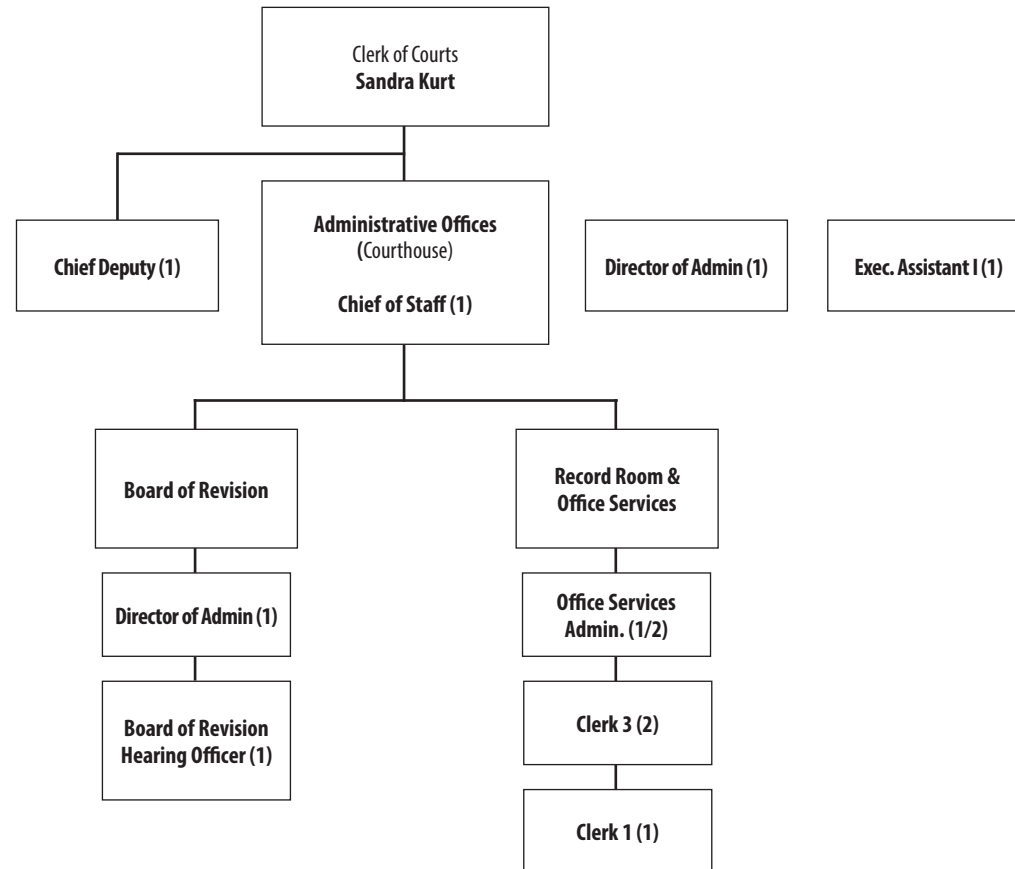 Clerk of Courts
Sandra Kurt
Chief Deputy (1)
Administrative Offices
(Courthouse)
Chief of Staff (1)
Director of Admin (1)
Exec. Assistant I (1)
Board of Revision
Record Room &
Office Services
Director of Admin (1)
Office Services
Admin. (1/2)
Board of Revision
Hearing Officer (1)
Clerk 3 (2)
Clerk 1 (1)